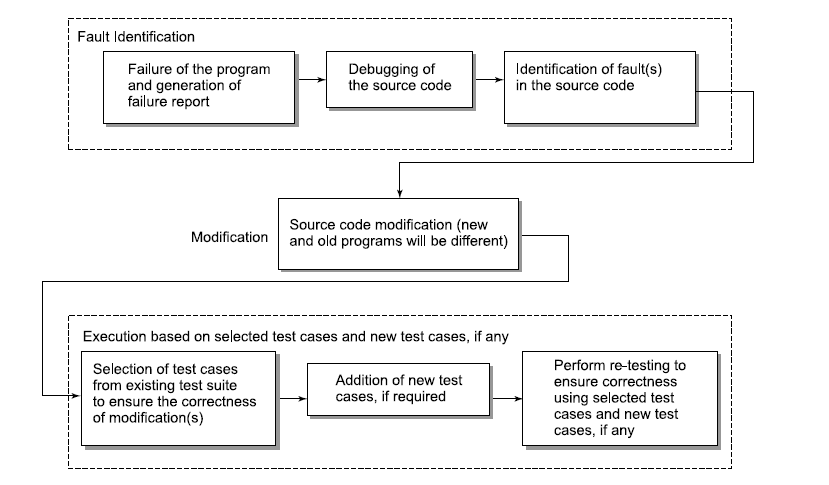 Fault Identification
Failure of the program
and generation of
failure report
Debugging of
the source code
Identification of fault(s)
in the source code
Modification
Source code modification (new
and old programs will be different)
Execution based on selected test cases and new test cases, if any
Selection of test cases
from existing test suite
to ensure the correctness
of modification(s)
Addition of new test
cases, if required
Perform re-testing to
ensure correctness
using selected test
cases and new test
cases, if any